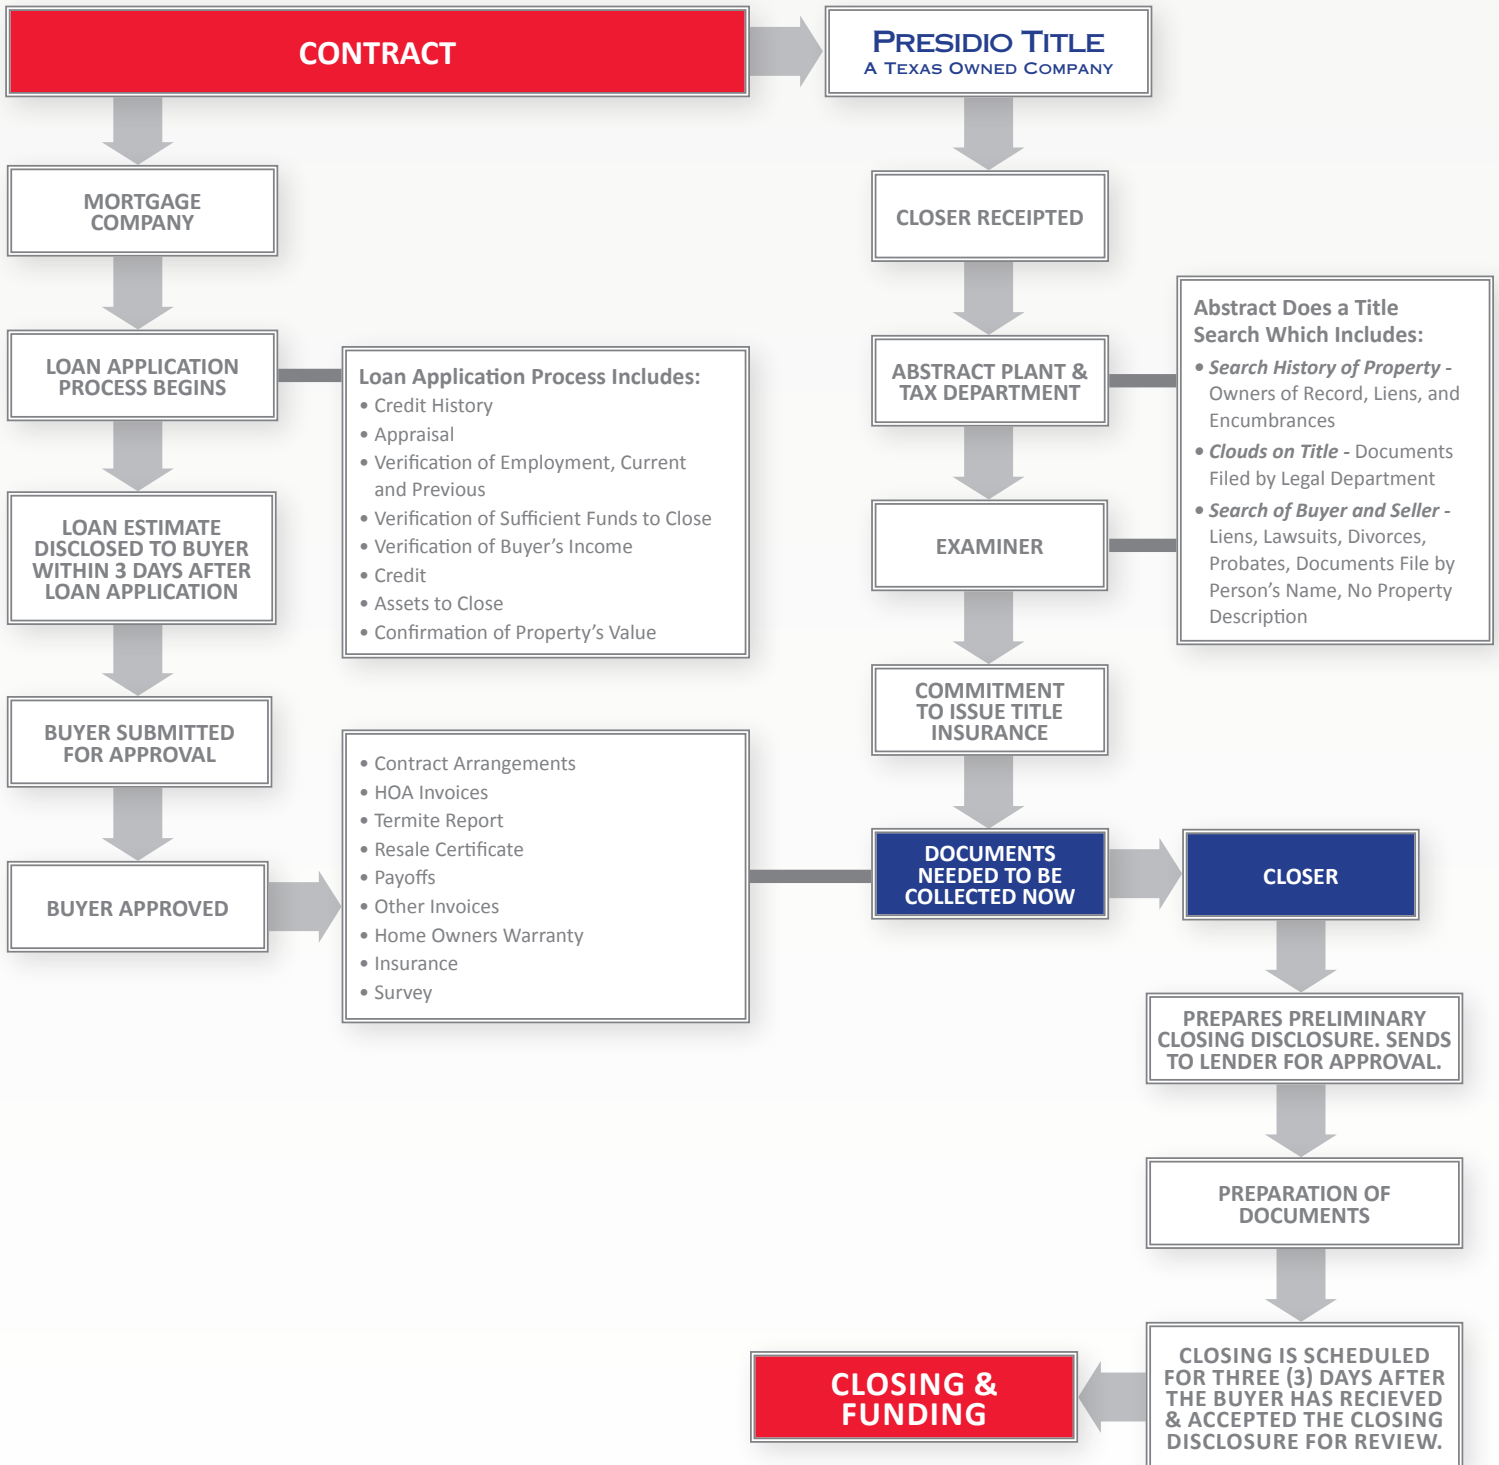 CONTRACT
PRESIDIO TITLE
A TEXAS OWNED COMPANY
MORTGAGE
COMPANY
LOAN APPLICATION
PROCESS BEGINS
Loan Application Process Includes:
• Credit History
• Appraisal
• Verification of Employment, Current
and Previous
• Verification of Sufficient Funds to Close
• Verification of Buyer's Income
• Credit
• Assets to Close
• Confirmation of Property's Value
LOAN ESTIMATE
DISCLOSED TO BUYER
WITHIN 3 DAYS AFTER
LOAN APPLICATION
BUYER SUBMITTED
FOR APPROVAL
BUYER APPROVED
• Contract Arrangements
• HOA Invoices
• Termite Report
• Resale Certificate
• Payoffs
• Other Invoices
• Home Owners Warranty
• Insurance
• Survey
CLOSER RECEIPTED
ABSTRACT PLANT &
TAX DEPARTMENT
Abstract Does a Title
Search Which Includes:
• Search History of Property -
Owners of Record, Liens, and
Encumbrances
• Clouds on Title - Documents
Filed by Legal Department
• Search of Buyer and Seller -
Liens, Lawsuits, Divorces,
Probates, Documents File by
Person's Name, No Property
Description
EXAMINER
COMMITMENT
TO ISSUE TITLE
INSURANCE
DOCUMENTS
NEEDED TO BE
COLLECTED NOW
CLOSER
PREPARES PRELIMINARY
CLOSING DISCLOSURE. SENDS
TO LENDER FOR APPROVAL.
PREPARATION OF
DOCUMENTS
CLOSING IS SCHEDULED
FOR THREE (3) DAYS AFTER
THE BUYER HAS RECIEVED
& ACCEPTED THE CLOSING
DISCLOSURE FOR REVIEW.
CLOSING &
FUNDING